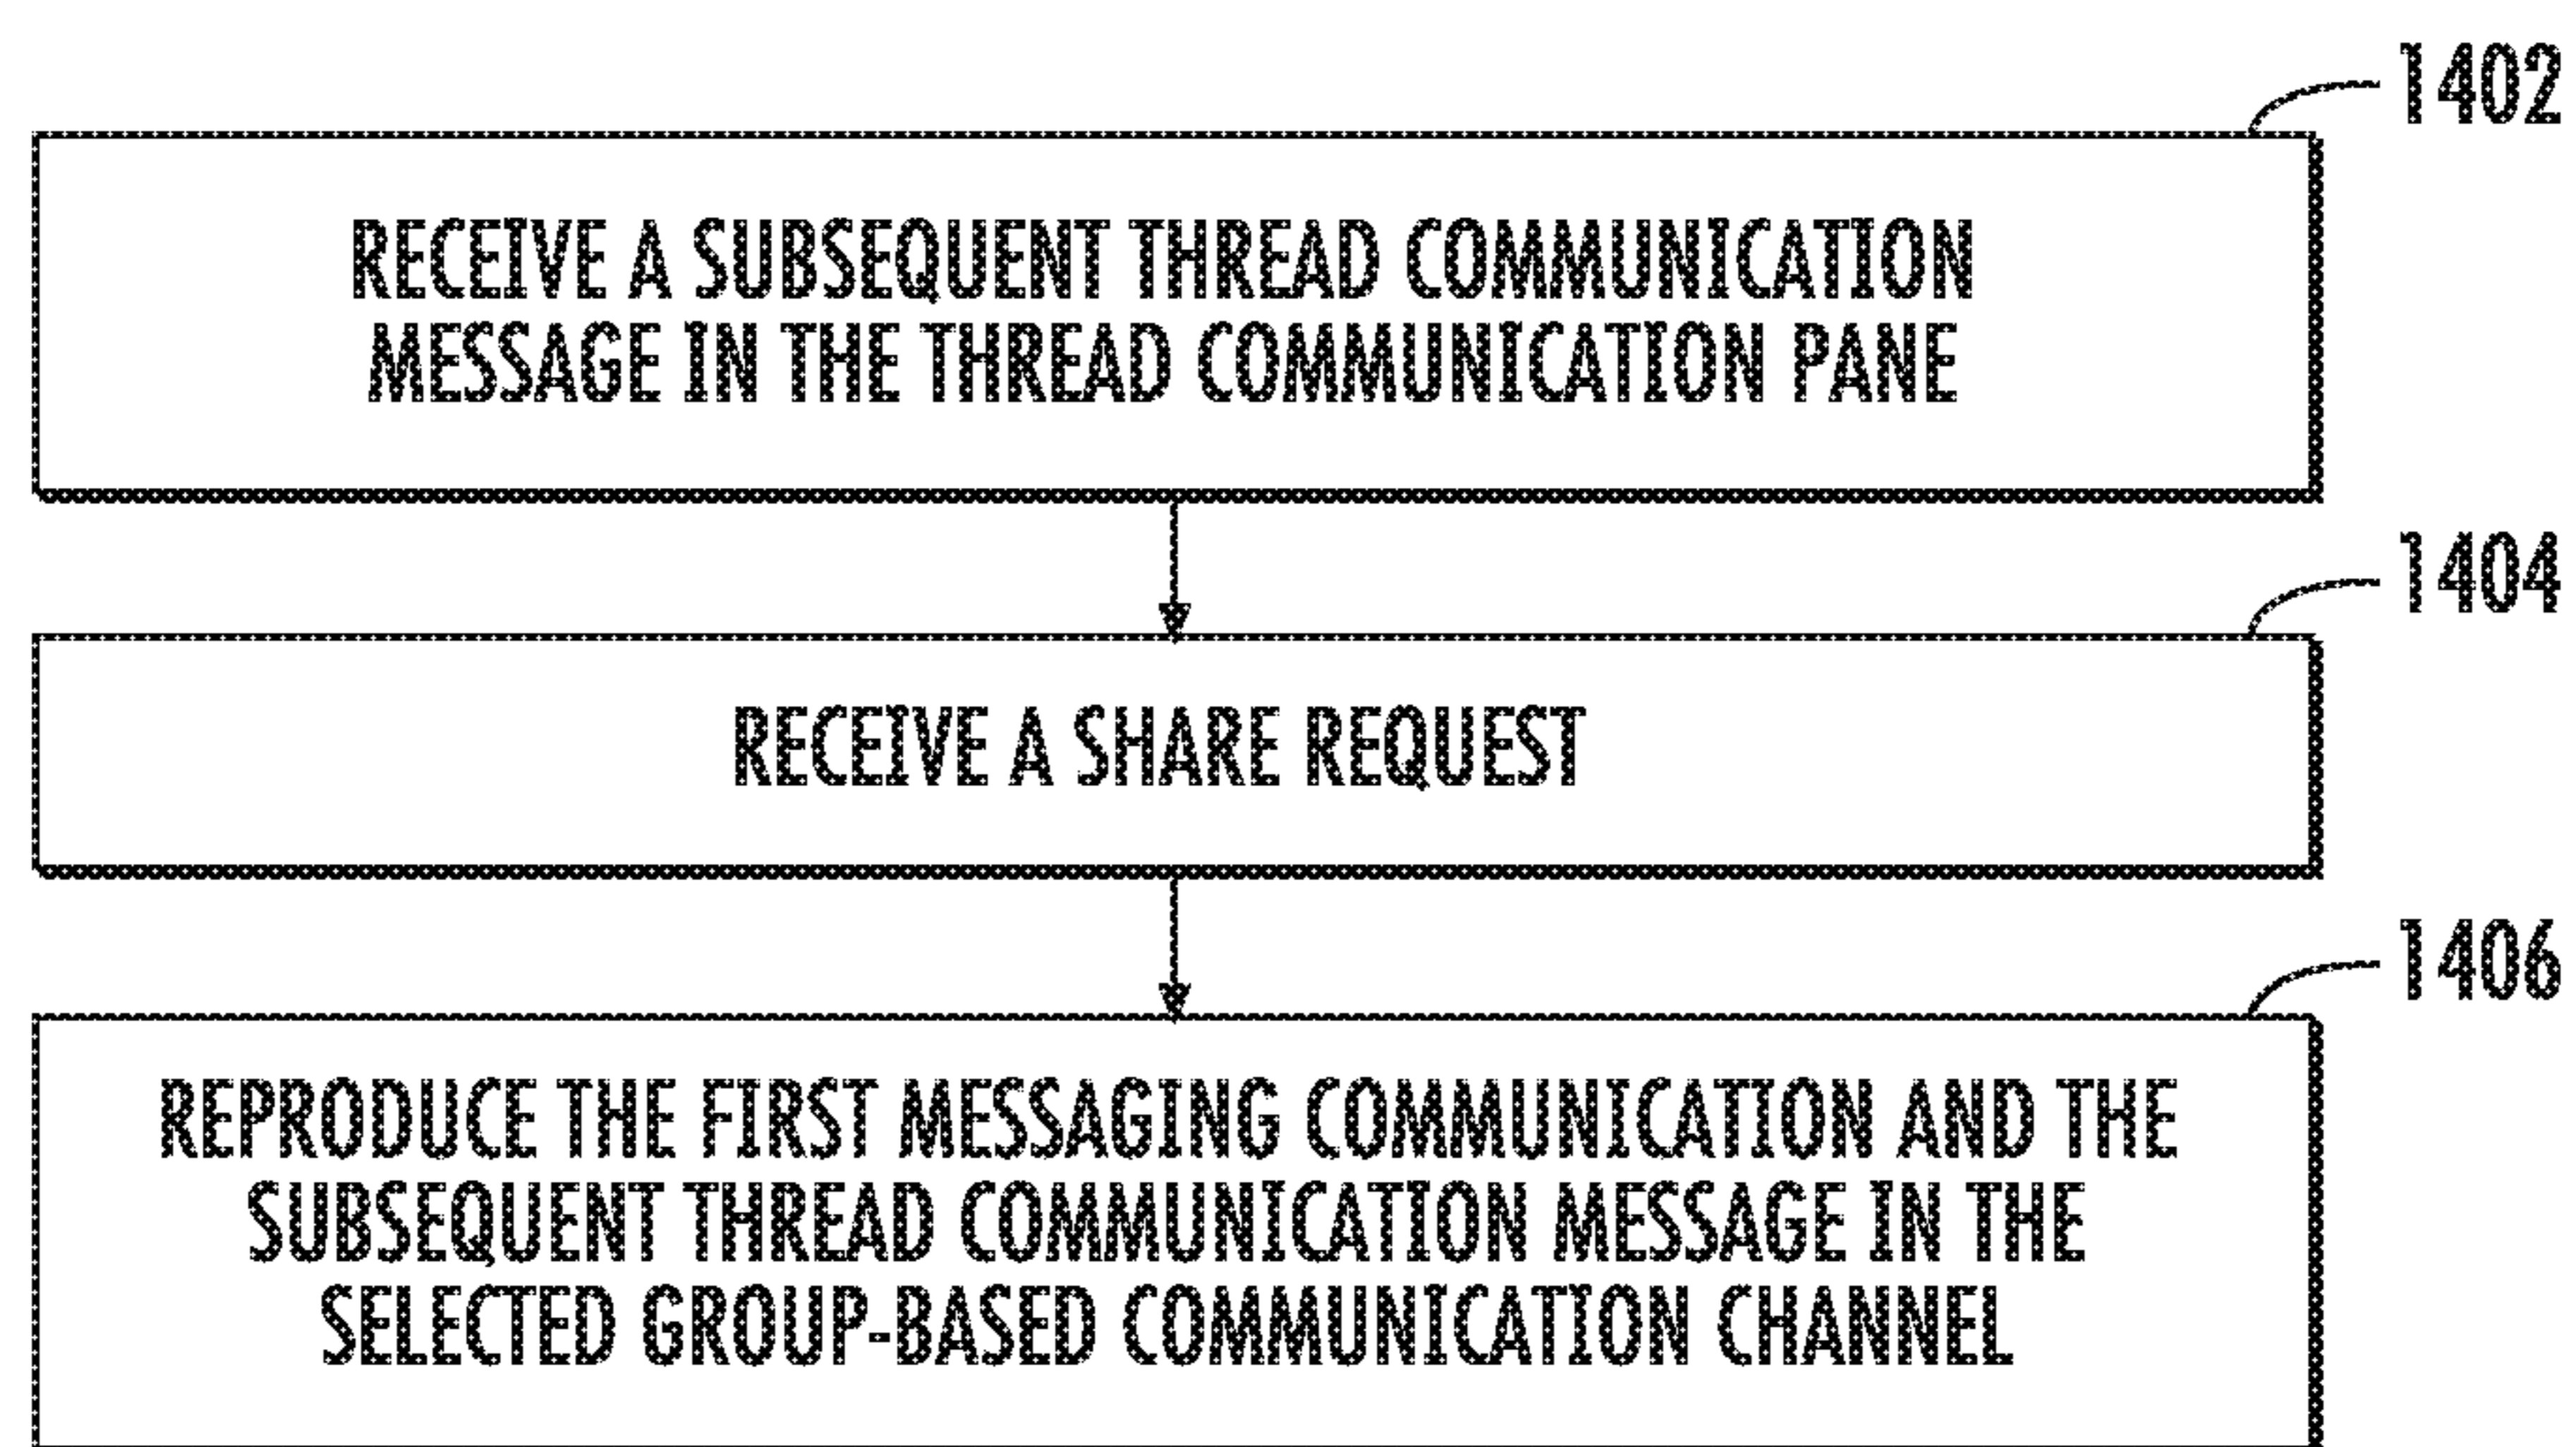 1402
RECEIVE A SUBSEQUENT THREAD COMMUNICATION
MESSAGE IN THE THREAD COMMUNICATION PANE
1404
RECEIVE A SHARE REQUEST
1406
REPRODUCE THE FIRST MESSAGING COMMUNICATION AND THE
SUBSEQUENT THREAD COMMUNICATION MESSAGE IN THE
SELECTED GROUP-BASED COMMUNICATION CHANNEL